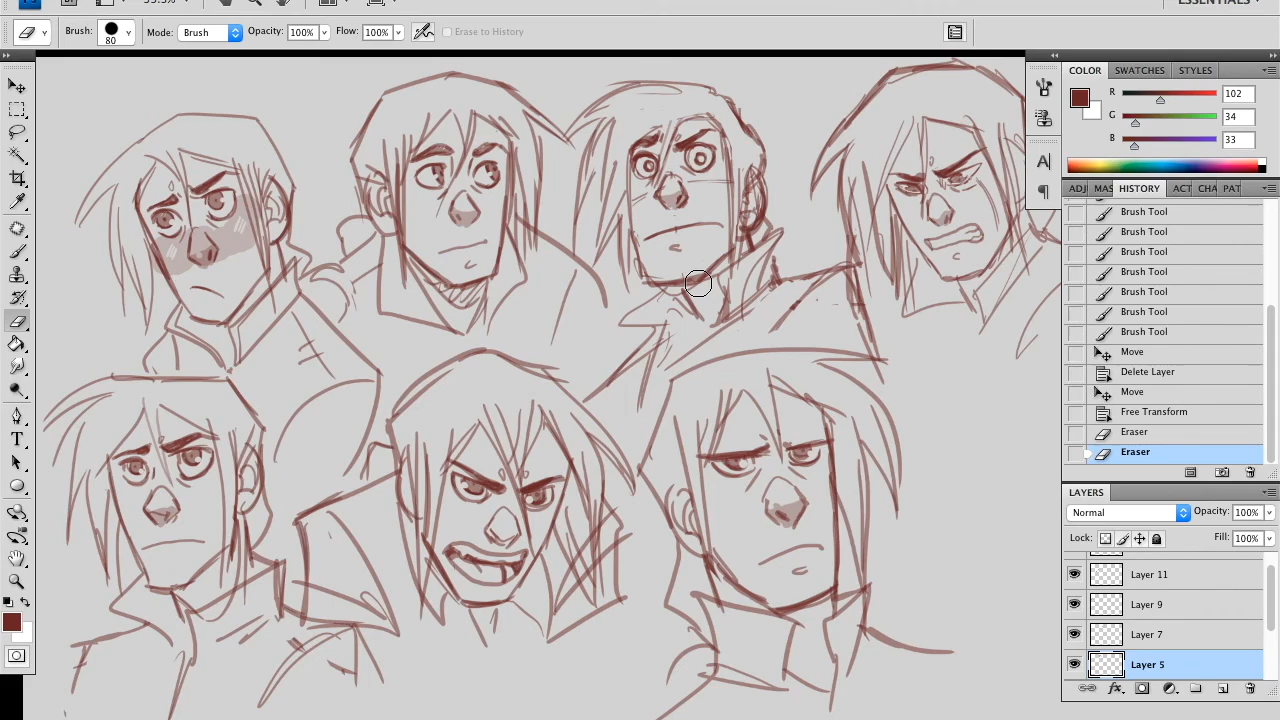 ESSENTIALS
Brush: 80 Mode: Brush Opacity: 100% Flow: 100% Erase to History
COLOR SWATCHES STYLES
R 102
G 34
B 33
A
ADJ MAS HISTORY ACT CHA PAT
Brush Tool
Brush Tool
Brush Tool
Brush Tool
Brush Tool
Brush Tool
Brush Tool
Move
Delete Layer
Move
Free Transform
Eraser
Eraser
LAYERS
Normal Opacity: 100%
Lock: Fill: 100%
Layer 11
Layer 9
Layer 7
Layer 5
T
fx